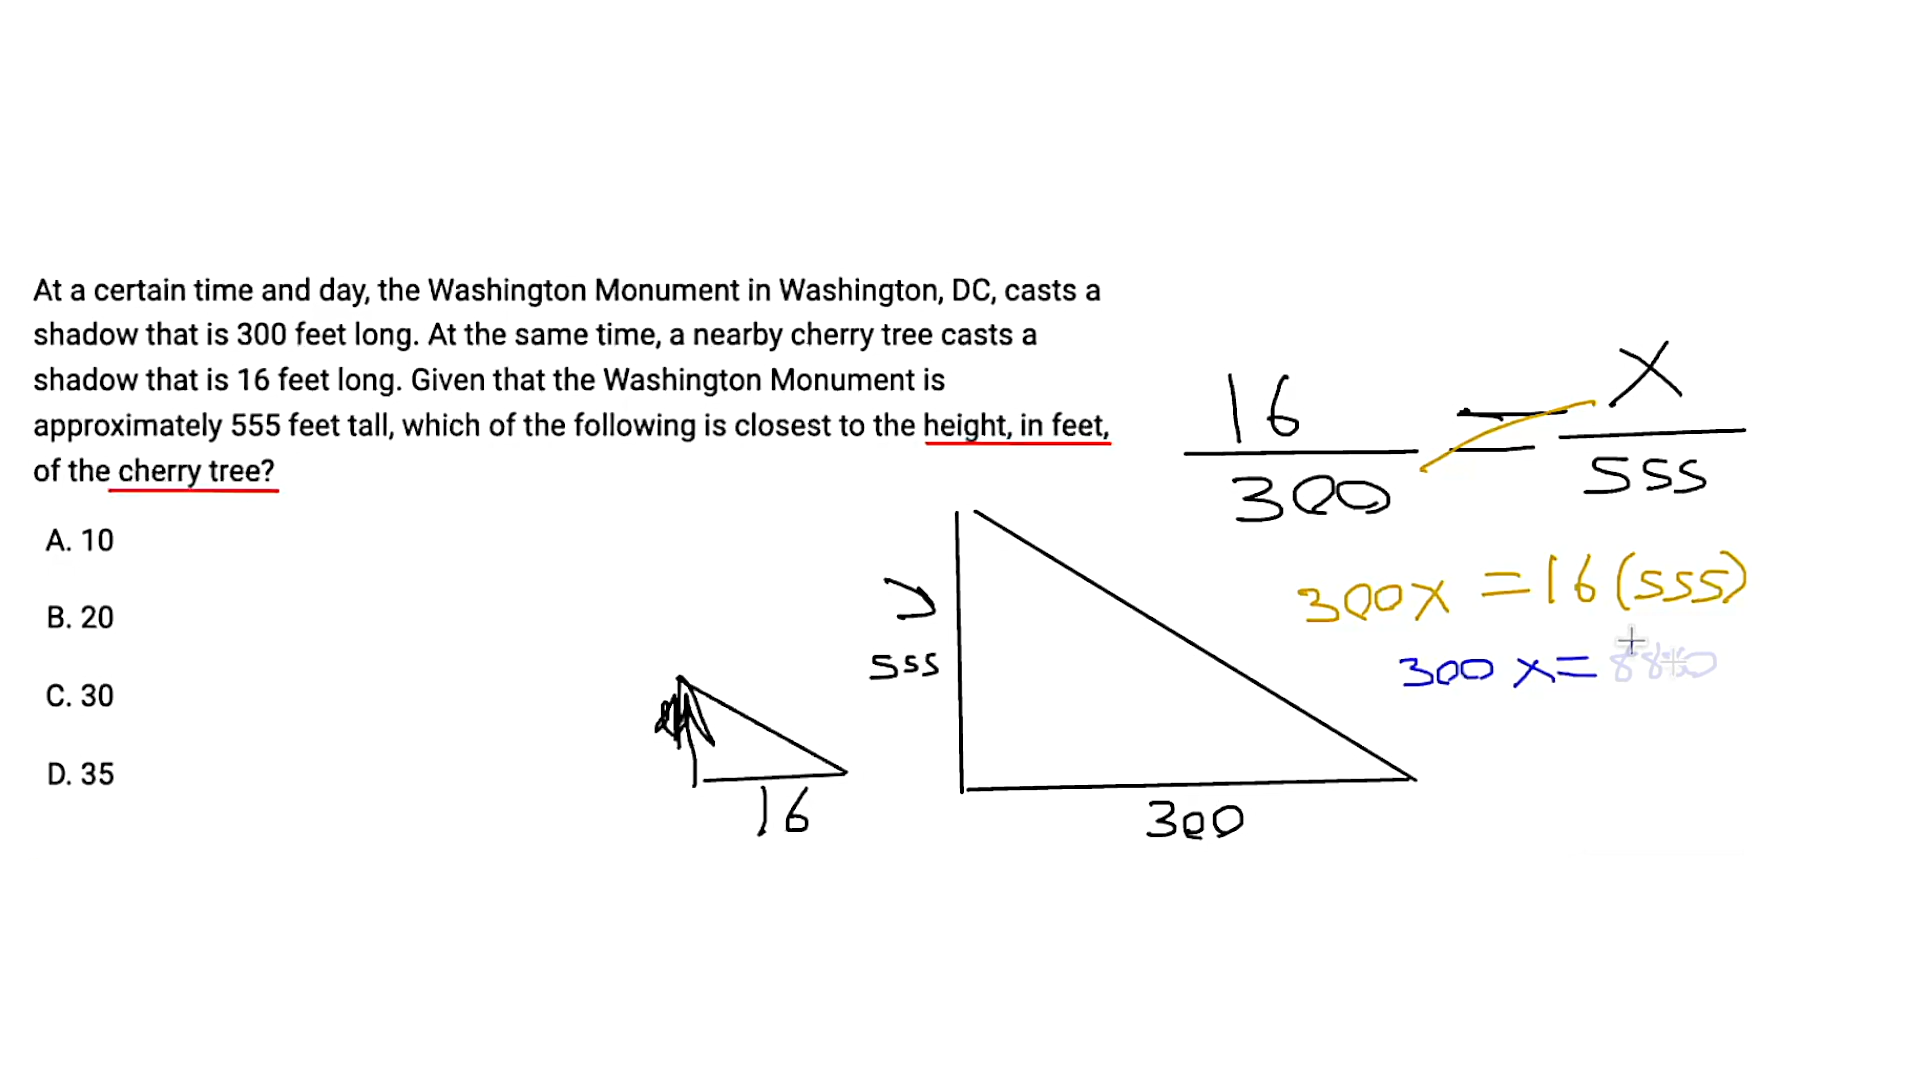 At a certain time and day, the Washington Monument in Washington, DC, casts a
shadow that is 300 feet long. At the same time, a nearby cherry tree casts a
shadow that is 16 feet long. Given that the Washington Monument is
approximately 555 feet tall, which of the following is closest to the height, in feet,
of the cherry tree?
A. 10
B. 20
C. 30
D. 35
16
555
300
16 = x
300 555
300x = 16(555)
300x = 8880